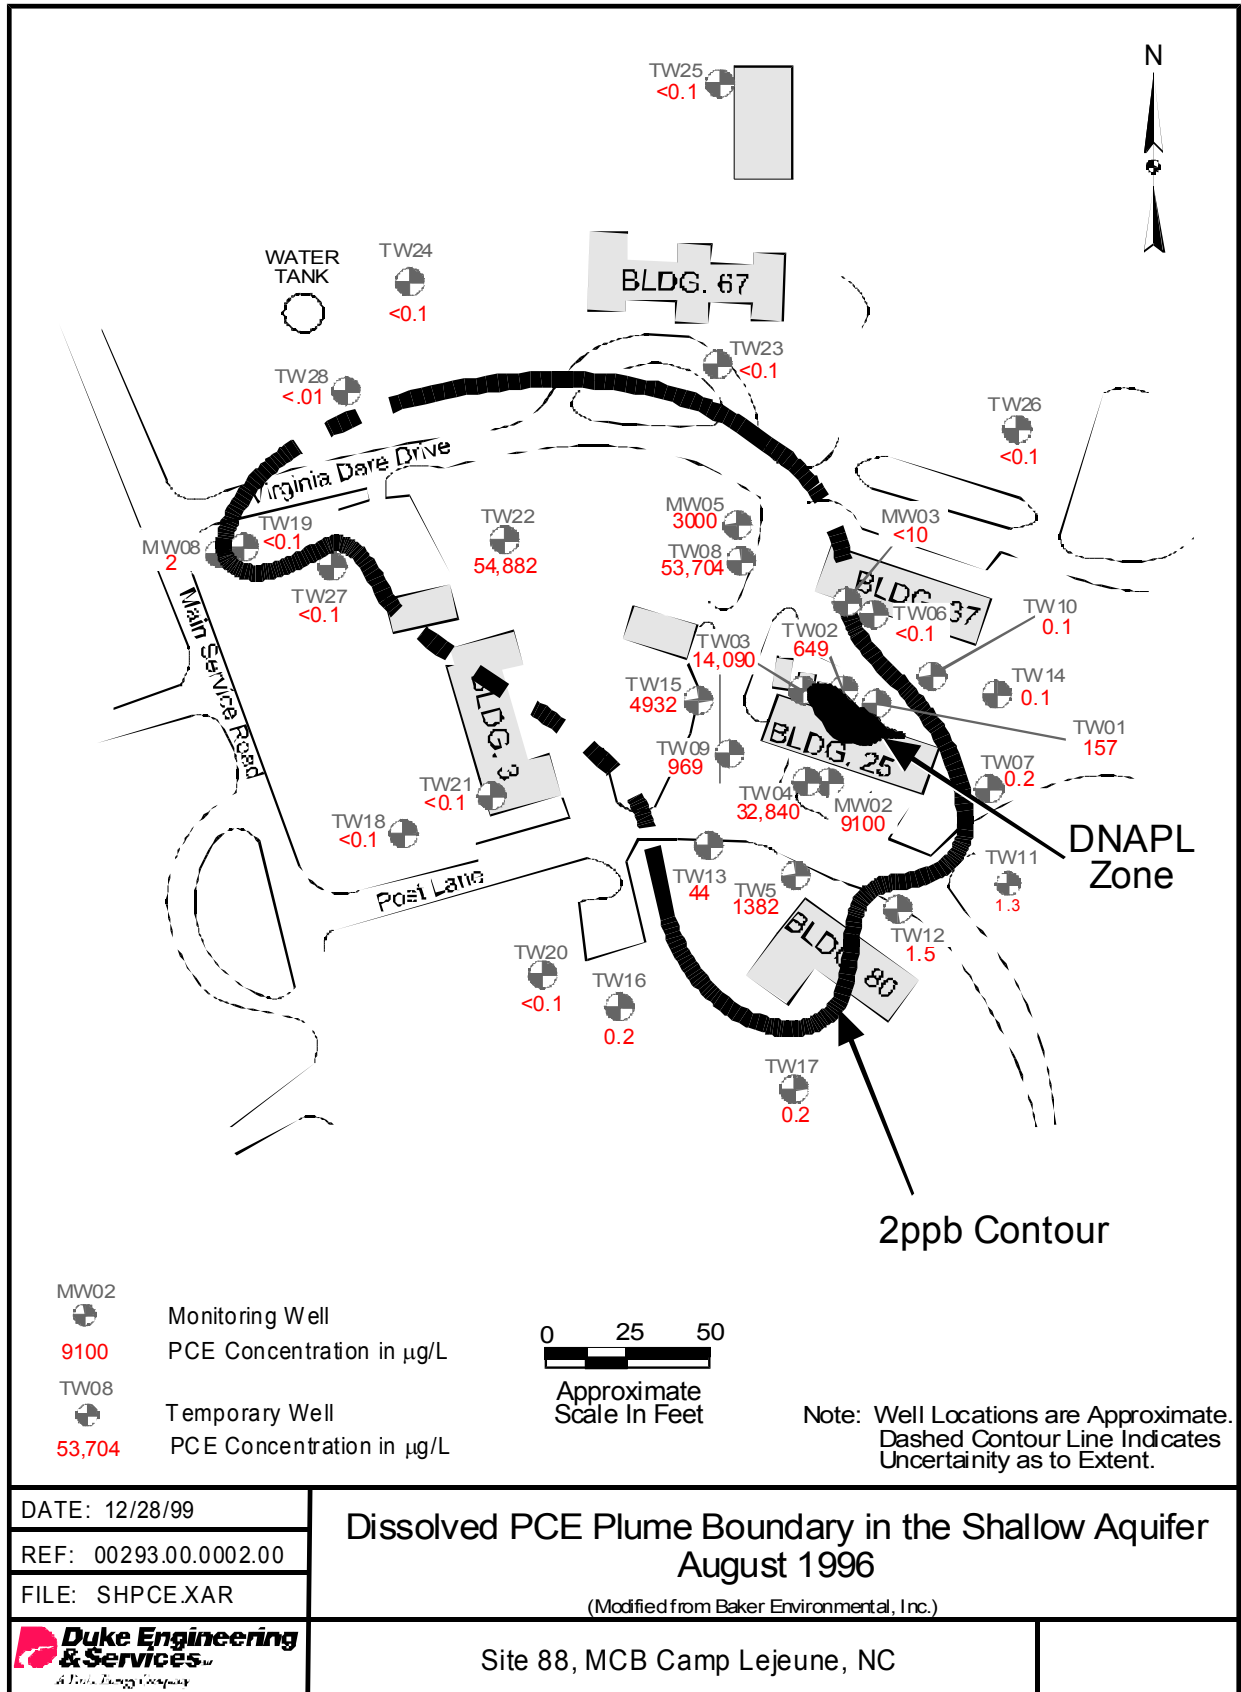 N
TW25
<0.1
WATER
TANK
TW24
<0.1
BLDG. 67
TW23
<0.1
TW28
<.01
TW26
<0.1
Virginia Dare Drive
MW05
3000
TW08
53,704
MW03
<10
TW22
54,882
TW19
<0.1
MW08
2
TW27
<0.1
BLDG. 37
TW06
<0.1
TW10
0.1
TW14
0.1
TW03
14,090
TW02
649
TW15
4932
TW01
157
Main Service Road
BLDG. 3
BLDG. 25
TW09
969
TW07
0.2
TW21
<0.1
TW04
32,840
MW02
9100
TW18
<0.1
DNAPL
Zone
TW11
1.3
Post Lane
TW13
44
TW5
1382
TW12
1.5
BLDG. 80
TW20
<0.1
TW16
0.2
TW17
0.2
2ppb Contour
MW02
Monitoring Well
9100
PCE Concentration in µg/L
TW08
Temporary Well
53,704
PCE Concentration in µg/L
0 25 50
Approximate
Scale In Feet
Note: Well Locations are Approximate.
Dashed Contour Line Indicates
Uncertainity as to Extent.
DATE: 12/28/99
REF: 00293.00.0002.00
FILE: SHPCE.XAR
Dissolved PCE Plume Boundary in the Shallow Aquifer
August 1996
(Modified from Baker Environmental, Inc.)
Duke Engineering
& Services
Site 88, MCB Camp Lejeune, NC